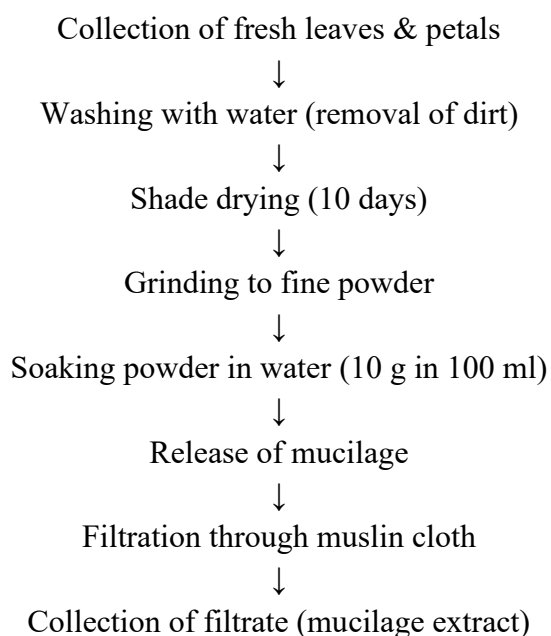 Collection of fresh leaves & petals
↓
Washing with water (removal of dirt)
↓
Shade drying (10 days)
↓
Grinding to fine powder
↓
Soaking powder in water (10 g in 100 ml)
↓
Release of mucilage
↓
Filtration through muslin cloth
↓
Collection of filtrate (mucilage extract)